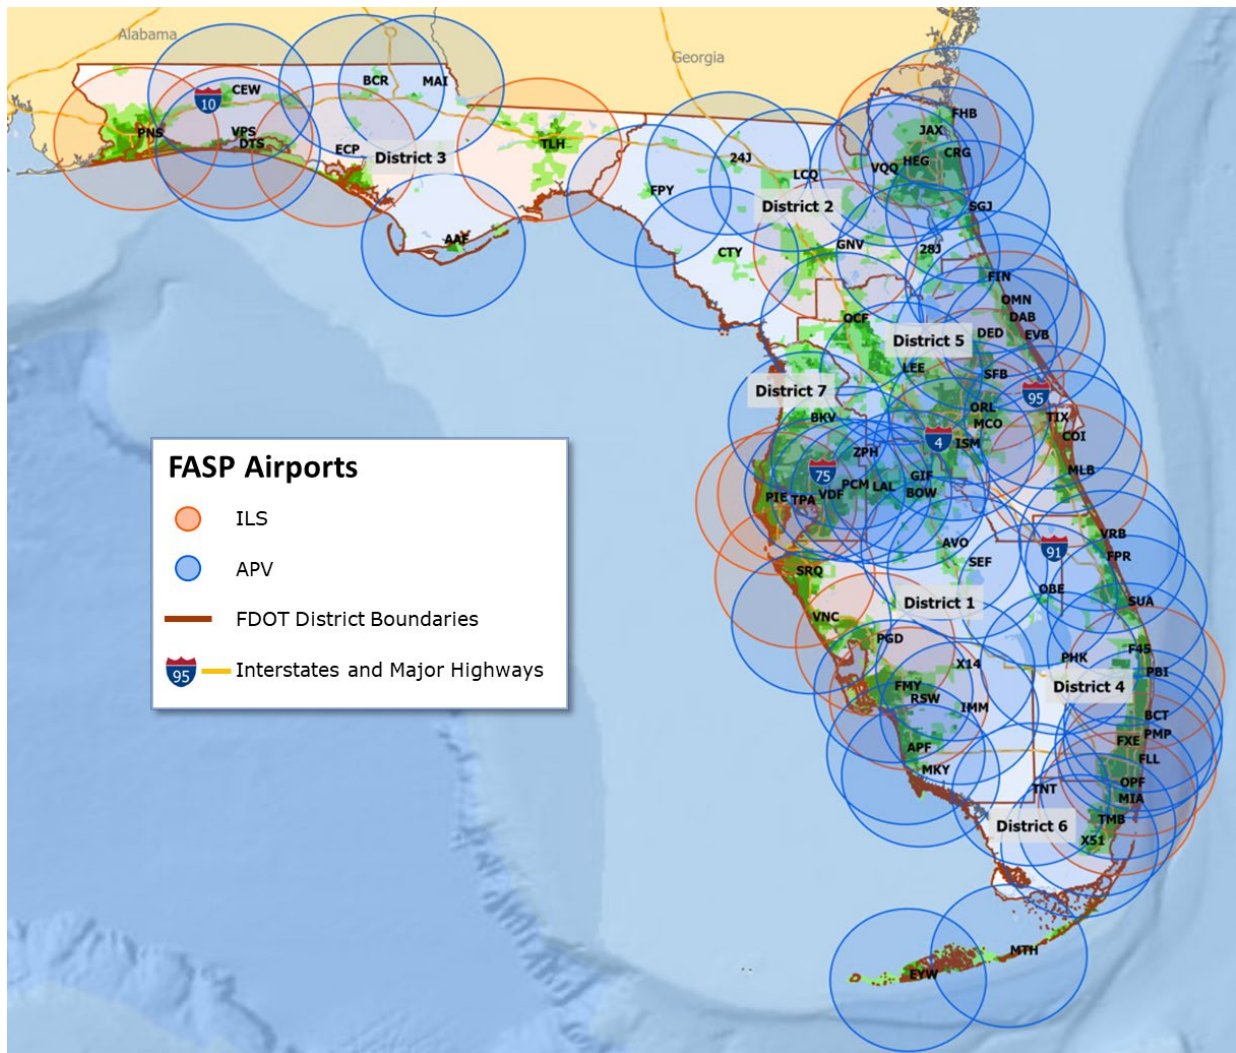 Alabama
Georgia
BCR
MAI
CEW
10
PNS
VPS
DTS
ECP
District 3
TLH
AAF
FHB
JAX
CRG
HEG
VQQ
24J
LCQ
FPY
District 2
SGJ
CTY
GNV
28J
FIN
OMN
DAB
EVB
DED
OCF
District 5
LEE
SFB
District 7
95
BKV
ORL
MCO
TIX
COI
4
ISM
ZPH
MLB
75
GIF
PCM
LAL
BOW
PIE
TPA
VDF
VRB
AVO
91
FPR
SEF
SRQ
OBE
District 1
SUA
VNC
PGD
F45
X14
PHK
PBI
FMY
District 4
RSW
IMM
BCT
PMP
FXE
APF
FLL
MKY
OPF
TNT
MIA
District 6
TMB
X51
MTH
EYW
FASP Airports
ILS
APV
FDOT District Boundaries
95 Interstates and Major Highways